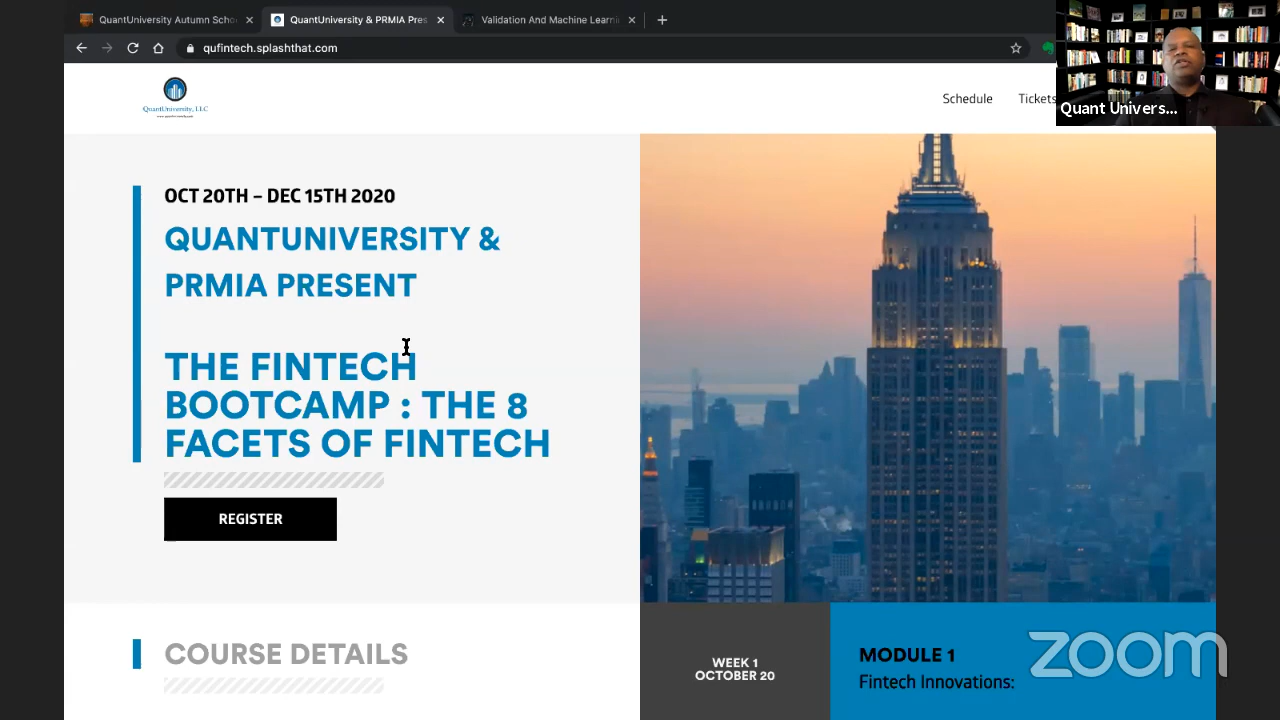 QuantUniversity Autumn Scho
QuantUniversity & PRMIA Pres
Validation And Machine Learni
qufintech.splashthat.com
QuantUniversity, LLC
Schedule
Tickets
Quant Univers...
OCT 20TH – DEC 15TH 2020
QUANTUNIVERSITY &
PRMIA PRESENT
THE FINTECH
BOOTCAMP : THE 8
FACETS OF FINTECH
REGISTER
COURSE DETAILS
WEEK 1
OCTOBER 20
MODULE 1
Fintech Innovations:
zoom